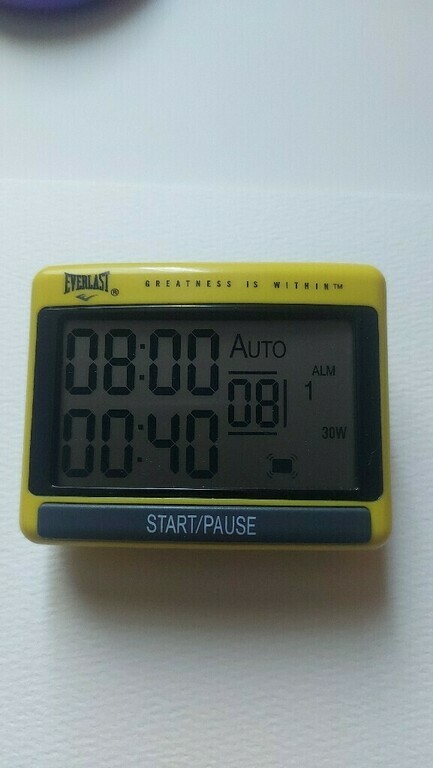 EVERLAST® GREATNESS IS WITHIN™
08:00 AUTO
ALM
08 1
00:40 30W
START/PAUSE